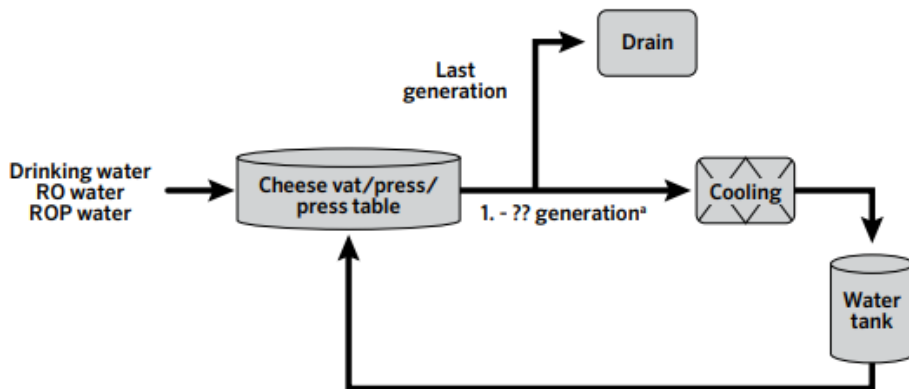 Drain
Last
generation
Drinking water
RO water
ROP water
Cheese vat/press/
press table
1. - ?? generationª
Cooling
Water
tank